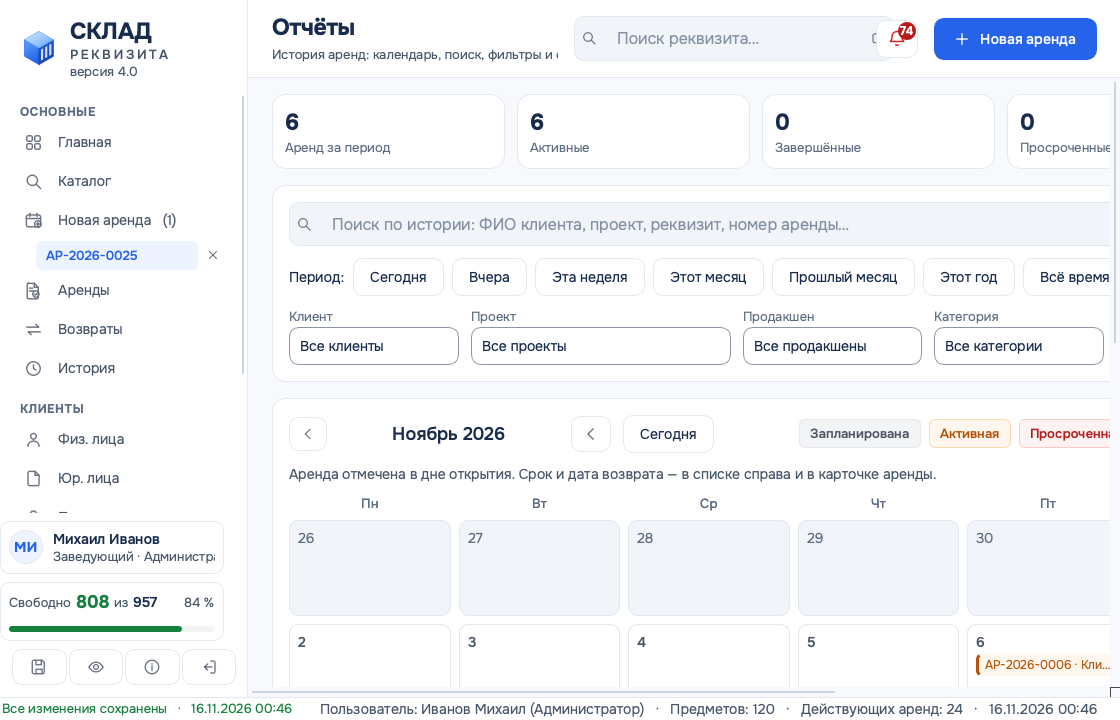 СКЛАД
РЕКВИЗИТА
версия 4.0
ОСНОВНЫЕ
Главная
Каталог
Новая аренда (1)
АР-2026-0025
Аренды
Возвраты
История
КЛИЕНТЫ
Физ. лица
Юр. лица
МИ
Михаил Иванов
Заведующий · Администра
Свободно 808 из 957 84 %
Отчёты
История аренд: календарь, поиск, фильтры и
Поиск реквизита…
74
Новая аренда
6
Аренд за период
6
Активные
0
Завершённые
0
Просроченные
Поиск по истории: ФИО клиента, проект, реквизит, номер аренды…
Период: Сегодня Вчера Эта неделя Этот месяц Прошлый месяц Этот год Всё время
Клиент Проект Продакшен Категория
Все клиенты Все проекты Все продакшены Все категории
Ноябрь 2026 Сегодня Запланирована Активная Просроченна
Аренда отмечена в дне открытия. Срок и дата возврата — в списке справа и в карточке аренды.
Пн Вт Ср Чт Пт
26 27 28 29 30
2 3 4 5 6
АР-2026-0006 · Кли…
Все изменения сохранены · 16.11.2026 00:46 Пользователь: Иванов Михаил (Администратор) · Предметов: 120 · Действующих аренд: 24 · 16.11.2026 00:46